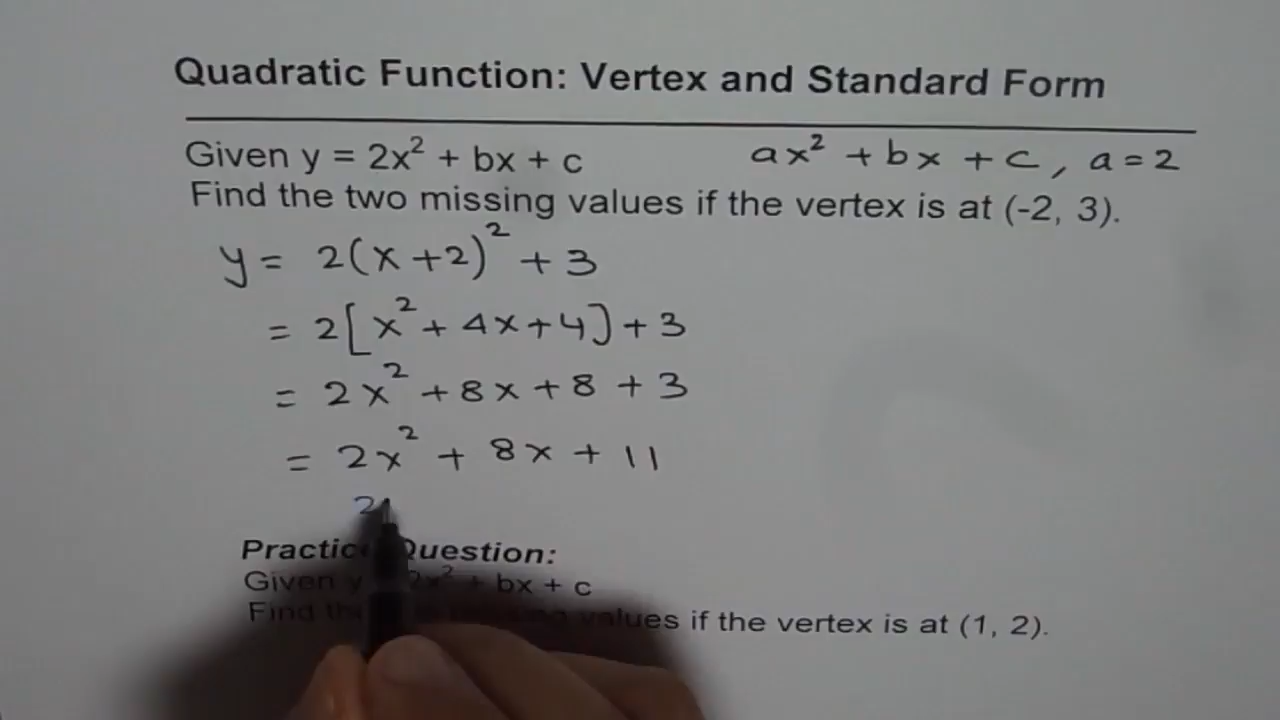 Quadratic Function: Vertex and Standard Form
Given y = 2x² + bx + c
ax² + bx + c, a = 2
Find the two missing values if the vertex is at (-2, 3).
y = 2(x+2)² + 3
= 2[x² + 4x + 4] + 3
= 2x² + 8x + 8 + 3
= 2x² + 8x + 11
2
Question:
Given y 2x² + bx + c
Find values if the vertex is at (1, 2).